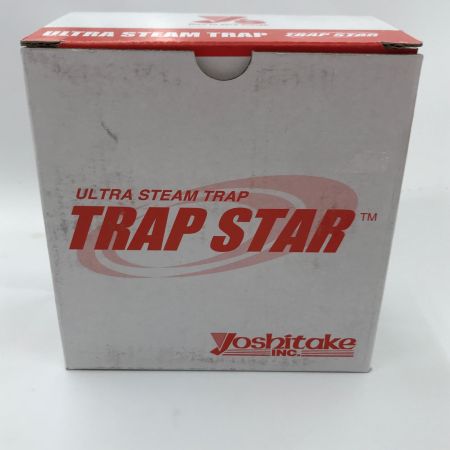 ULTRA STEAM TRAP TRAP STAR
ULTRA STEAM TRAP
TRAP STAR™
Yoshitake
INC.